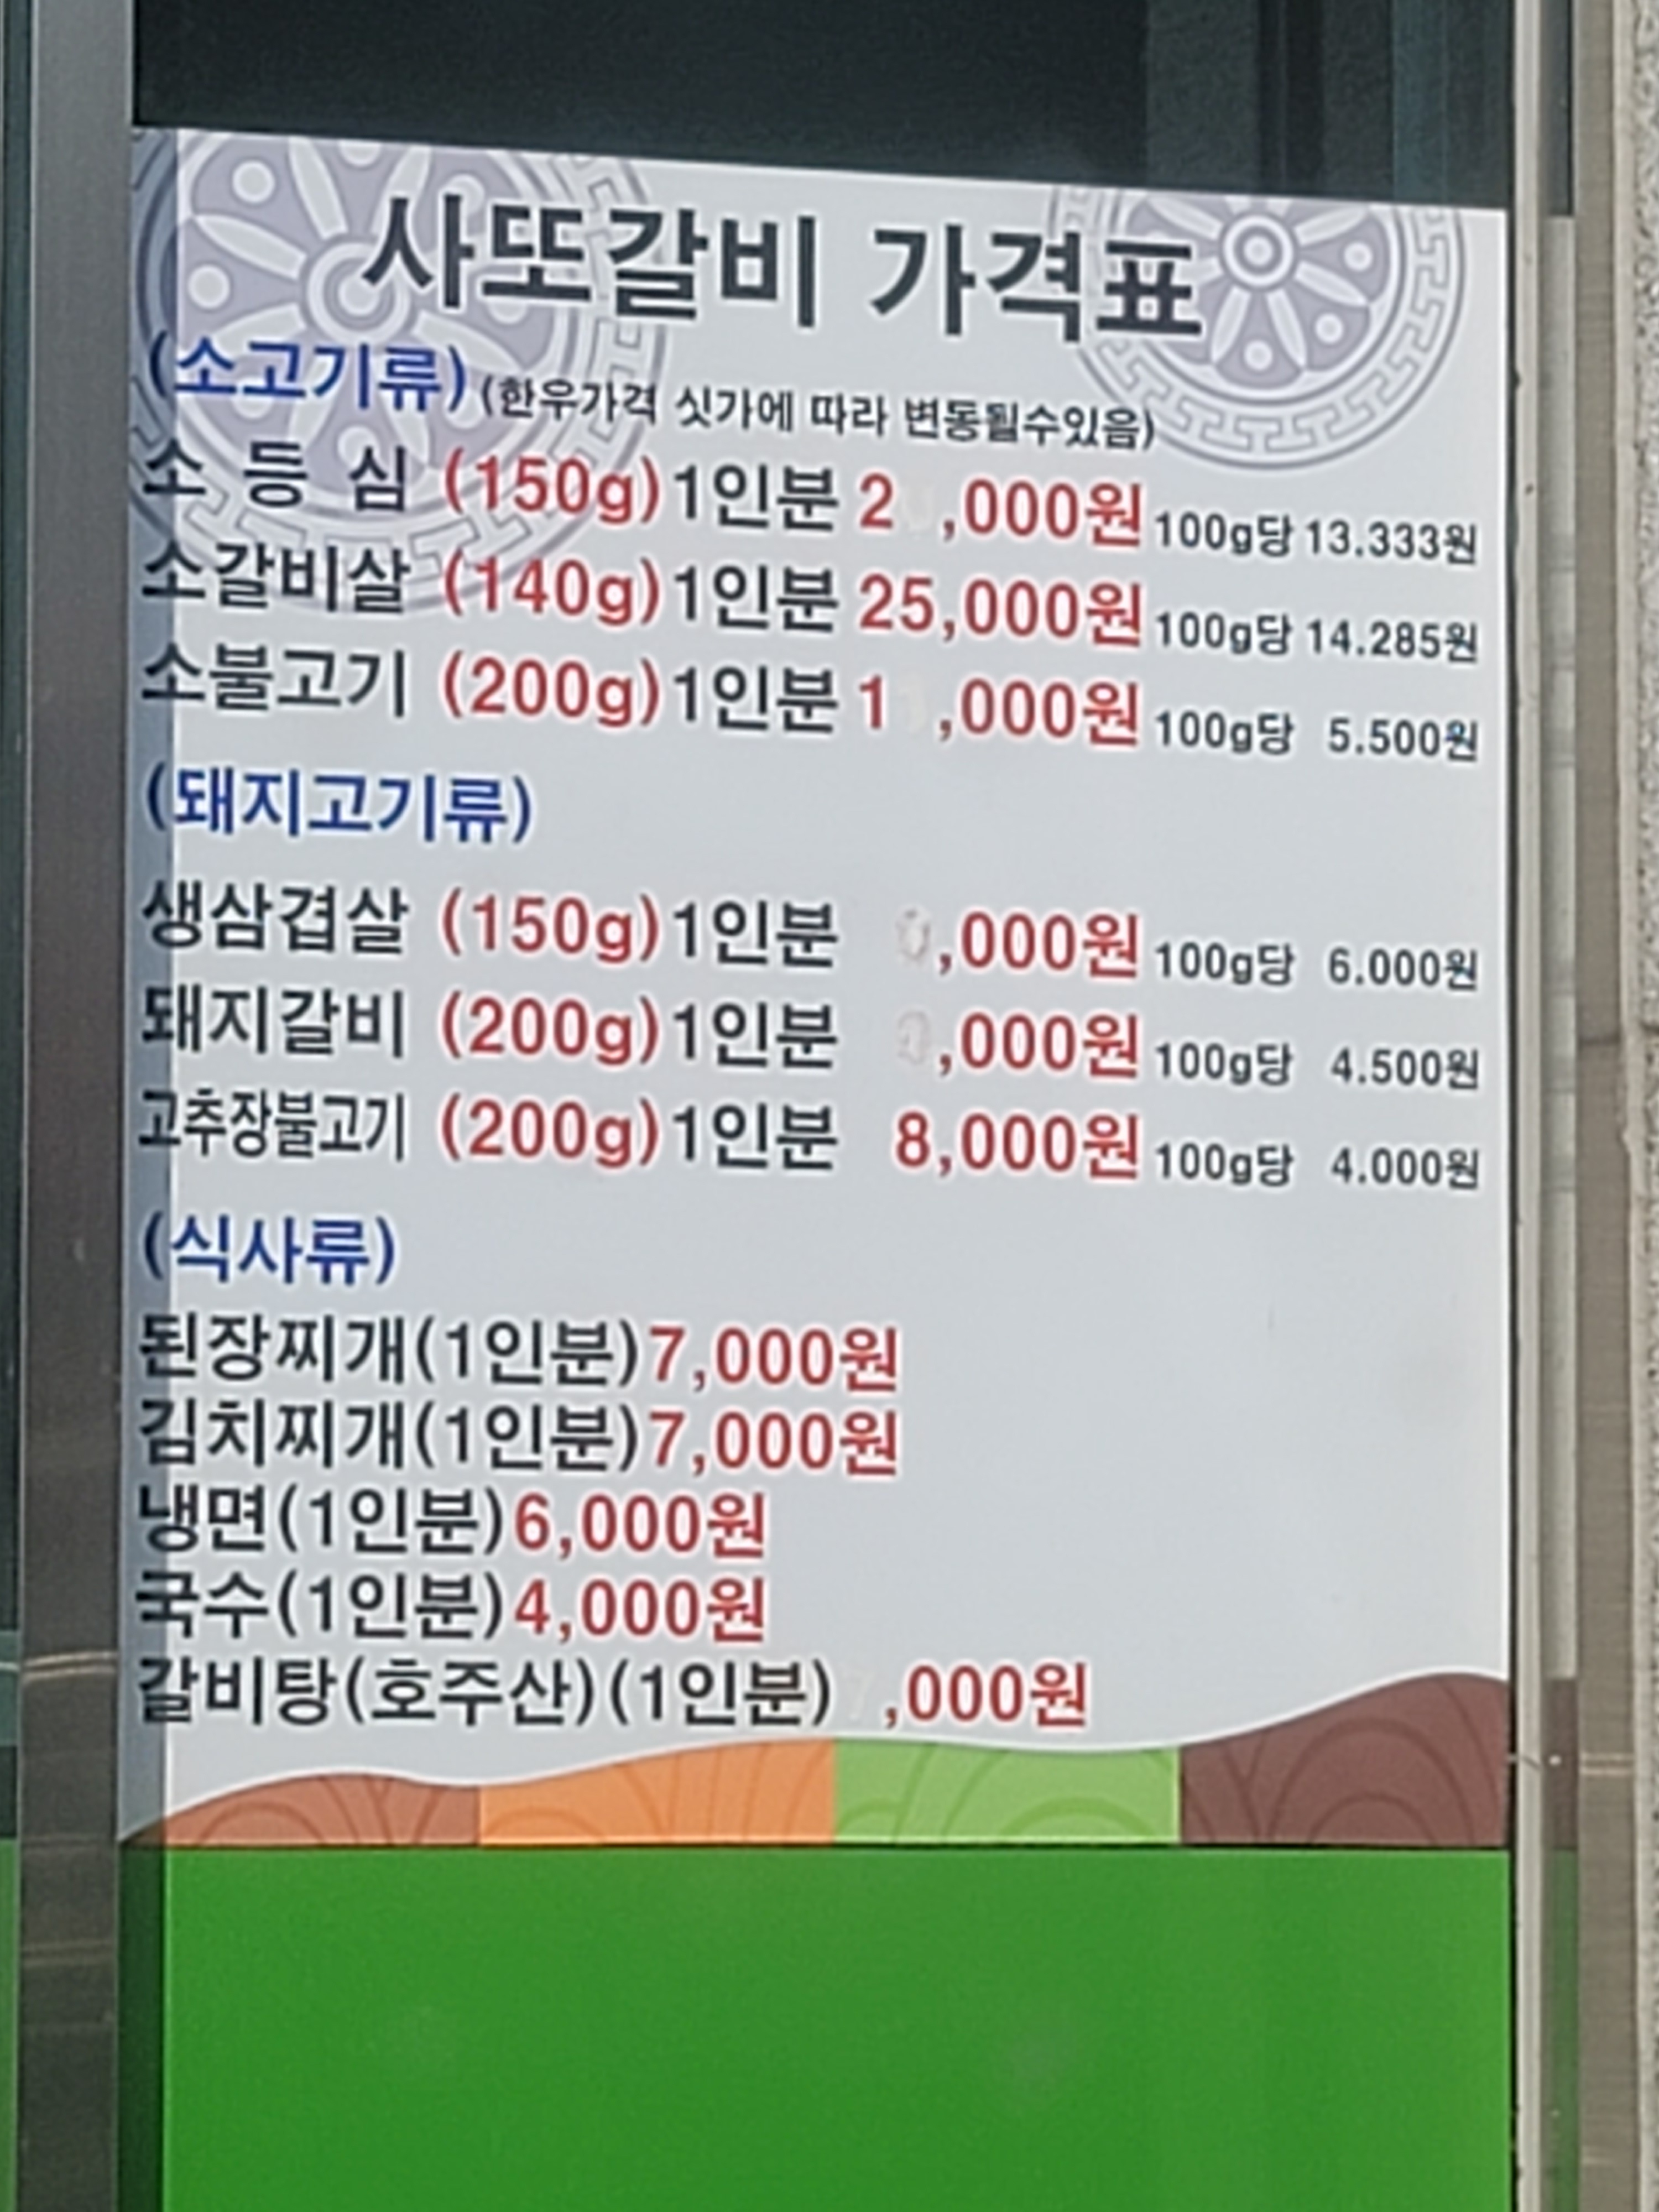 사또갈비 가격표
(소고기류) (한우가격 싯가에 따라 변동될수있음)
소 등 심 (150g) 1인분 2 ,000원 100g당 13.333원
소갈비살 (140g) 1인분 25,000원 100g당 14.285원
소불고기 (200g) 1인분 1 ,000원 100g당 5.500원
(돼지고기류)
생삼겹살 (150g) 1인분 ,000원 100g당 6.000원
돼지갈비 (200g) 1인분 ,000원 100g당 4.500원
고추장불고기 (200g) 1인분 8,000원 100g당 4.000원
(식사류)
된장찌개(1인분) 7,000원
김치찌개(1인분) 7,000원
냉면(1인분) 6,000원
국수(1인분) 4,000원
갈비탕(호주산)(1인분) ,000원